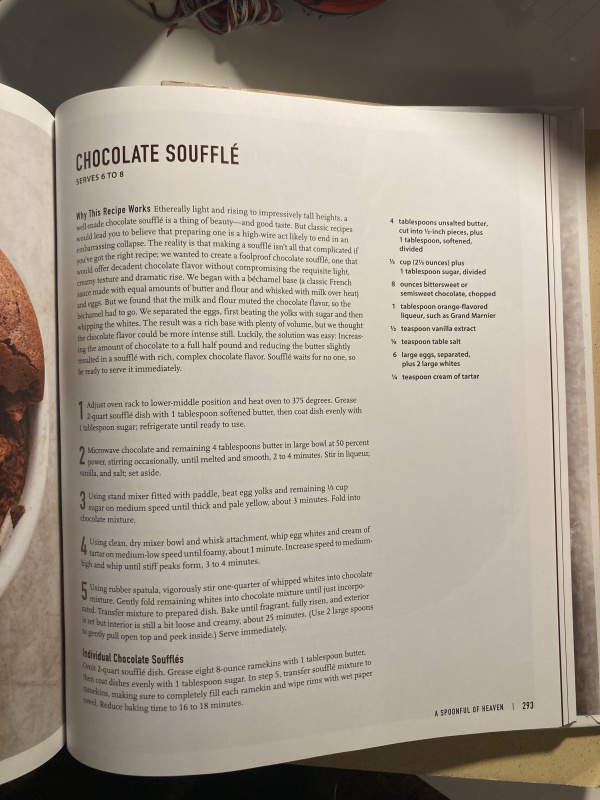 CHOCOLATE SOUFFLÉ
SERVES 6 TO 8
Why This Recipe Works Ethereally light and rising to impressively tall heights, a
well-made chocolate soufflé is a thing of beauty—and good taste. But classic recipes
would lead you to believe that preparing one is a high-wire act likely to end in an
embarrassing collapse. The reality is that making a soufflé isn't all that complicated if
you've got the right recipe; we wanted to create a foolproof chocolate soufflé, one that
would offer decadent chocolate flavor without compromising the requisite light,
creamy texture and dramatic rise. We began with a béchamel base (a classic French
sauce made with equal amounts of butter and flour and whisked with milk over heat)
and eggs. But we found that the milk and flour muted the chocolate flavor, so the
béchamel had to go. We separated the eggs, first beating the yolks with sugar and then
whipping the whites. The result was a rich base with plenty of volume, but we thought
the chocolate flavor could be more intense still. Luckily, the solution was easy: Increas-
ing the amount of chocolate to a full half pound and reducing the butter slightly
resulted in a soufflé with rich, complex chocolate flavor. Soufflé waits for no one, so
be ready to serve it immediately.
1 Adjust oven rack to lower-middle position and heat oven to 375 degrees. Grease
2-quart soufflé dish with 1 tablespoon softened butter, then coat dish evenly with
1 tablespoon sugar; refrigerate until ready to use.
2 Microwave chocolate and remaining 4 tablespoons butter in large bowl at 50 percent
power, stirring occasionally, until melted and smooth, 2 to 4 minutes. Stir in liqueur,
vanilla, and salt; set aside.
3 Using stand mixer fitted with paddle, beat egg yolks and remaining ⅓ cup
sugar on medium speed until thick and pale yellow, about 3 minutes. Fold into
chocolate mixture.
4 Using clean, dry mixer bowl and whisk attachment, whip egg whites and cream of
tartar on medium-low speed until foamy, about 1 minute. Increase speed to medium-
high and whip until stiff peaks form, 3 to 4 minutes.
5 Using rubber spatula, vigorously stir one-quarter of whipped whites into chocolate
mixture. Gently fold remaining whites into chocolate mixture until just incorpo-
rated. Transfer mixture to prepared dish. Bake until fragrant, fully risen, and exterior
is set but interior is still a bit loose and creamy, about 25 minutes. (Use 2 large spoons
to gently pull open top and peek inside.) Serve immediately.
Individual Chocolate Soufflés
Omit 2-quart soufflé dish. Grease eight 8-ounce ramekins with 1 tablespoon butter,
then coat dishes evenly with 1 tablespoon sugar. In step 5, transfer soufflé mixture to
ramekins, making sure to completely fill each ramekin and wipe rims with wet paper
towel. Reduce baking time to 16 to 18 minutes.
4 tablespoons unsalted butter,
cut into ½-inch pieces, plus
1 tablespoon, softened,
divided
⅓ cup (2⅓ ounces) plus
1 tablespoon sugar, divided
8 ounces bittersweet or
semisweet chocolate, chopped
1 tablespoon orange-flavored
liqueur, such as Grand Marnier
½ teaspoon vanilla extract
⅛ teaspoon table salt
6 large eggs, separated,
plus 2 large whites
¼ teaspoon cream of tartar
A SPOONFUL OF HEAVEN | 293